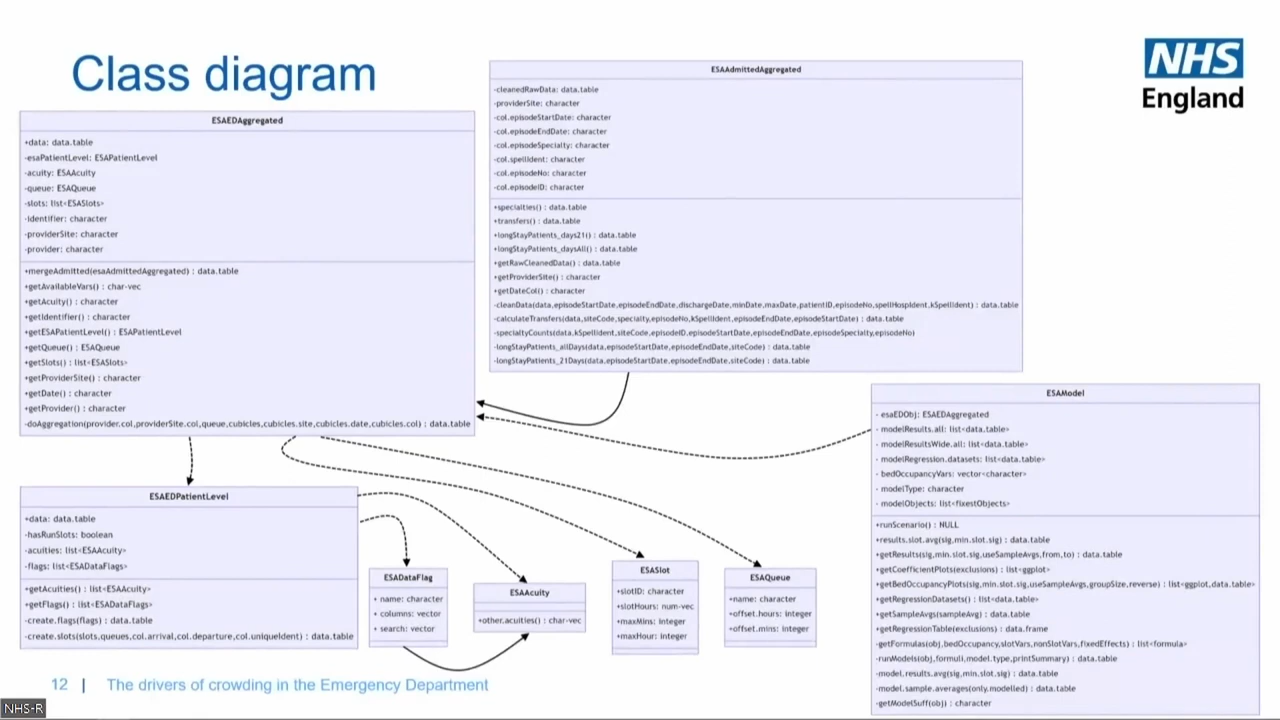 Class diagram
NHS
England
ESAEDAggregated
+data: data.table
-esaPatientLevel: ESAPatientLevel
-acuity: ESAAcuity
-queue: ESAQueue
-slots: list<ESASlots>
-identifier: character
-providerSite: character
-provider: character
+mergeAdmitted(esaAdmittedAggregated) : data.table
+getAvailableVars() : char-vec
+getAcuity() : character
+getIdentifier() : character
+getESAPatientLevel() : ESAPatientLevel
+getQueue() : ESAQueue
+getSlots() : list<ESASlots>
+getProviderSite() : character
+getDate() : character
+getProvider() : character
-doAggregation(provider.col,providerSite.col,queue,cubicles,cubicles.site,cubicles.date,cubicles.col) : data.table
ESAAdmittedAggregated
-cleanedRawData: data.table
-providerSite: character
-col.episodeStartDate: character
-col.episodeEndDate: character
-col.episodeSpecialty: character
-col.spellIdent: character
-col.episodeNo: character
-col.episodeID: character
+specialties() : data.table
+transfers() : data.table
+longStayPatients_days21() : data.table
+longStayPatients_daysAll() : data.table
+getRawCleanedData() : data.table
+getProviderSite() : character
+getDateCol() : character
-cleanData(data,episodeStartDate,episodeEndDate,dischargeDate,minDate,maxDate,patientID,episodeNo,spellHospIdent,kSpellIdent) : data.table
-calculateTransfers(data,siteCode,specialty,episodeNo,kSpellIdent,episodeEndDate,episodeStartDate) : data.table
-specialtyCounts(data,kSpellIdent,siteCode,episodeID,episodeStartDate,episodeEndDate,episodeSpecialty,episodeNo)
-longStayPatients_allDays(data,episodeStartDate,episodeEndDate,siteCode) : data.table
-longStayPatients_21Days(data,episodeStartDate,episodeEndDate,siteCode) : data.table
ESAModel
- esaEDObj: ESAEDAggregated
- modelResults.all: list<data.table>
- modelResultsWide.all: list<data.table>
- modelRegression.datasets: list<data.table>
- bedOccupancyVars: vector<character>
- modelType: character
- modelObjects: list<fixestObjects>
+runScenario() : NULL
+results.slot.avg(sig,min.slot.sig) : data.table
+getResults(sig,min.slot.sig,useSampleAvgs,from,to) : data.table
+getCoefficientPlots(exclusions) : list<ggplot>
+getBedOccupancyPlots(sig,min.slot.sig,useSampleAvgs,groupSize,reverse) : list<ggplot,data.table>
+getRegressionDatasets() : list<data.table>
+getSampleAvgs(sampleAvg) : data.table
+getRegressionTable(exclusions) : data.frame
-getFormulas(obj,bedOccupancy,slotVars,nonSlotVars,fixedEffects) : list<formula>
-runModels(obj,formuli,model.type,printSummary) : data.table
-model.results.avg(sig,min.slot.sig) : data.table
-model.sample.averages(only.modelled) : data.table
-getModelSuff(obj) : character
ESAEDPatientLevel
+data: data.table
-hasRunSlots: boolean
-acuities: list<ESAAcuity>
-flags: list<ESADataFlags>
+getAcuities() : list<ESAAcuity>
+getFlags() : list<ESADataFlags>
-create.flags(flags) : data.table
-create.slots(slots,queues,col.arrival,col.departure,col.uniqueIdent) : data.table
ESADataFlag
+ name: character
+ columns: vector
+ search: vector
ESAAcuity
+other.acuities() : char-vec
ESASlot
+slotID: character
+slotHours: num-vec
+maxMins: integer
+maxHour: integer
ESAQueue
+name: character
+offset.hours: integer
+offset.mins: integer
12 | The drivers of crowding in the Emergency Department
NHS-R